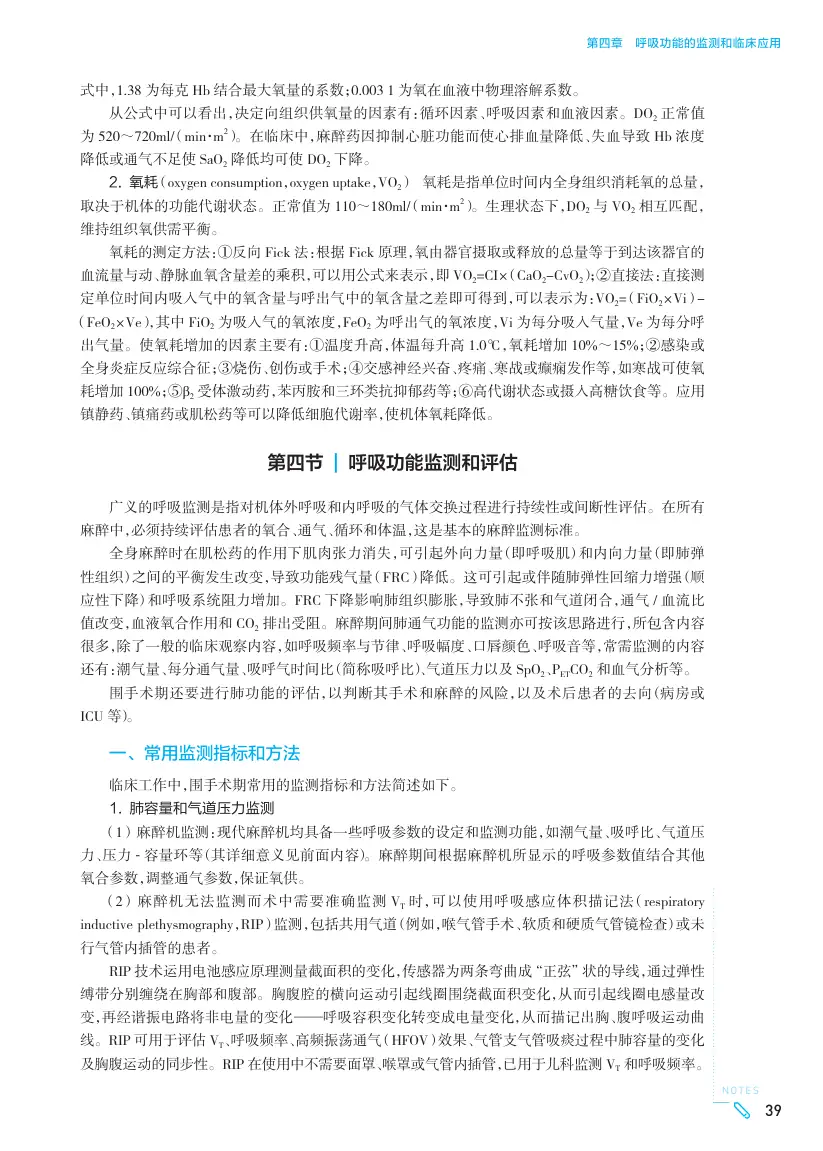 第四章 呼吸功能的监测和临床应用
式中,1.38 为每克 Hb 结合最大氧量的系数;0.003 1 为氧在血液中物理溶解系数。
从公式中可以看出,决定向组织供氧量的因素有:循环因素、呼吸因素和血液因素。DO₂ 正常值
为 520～720ml/(min·m²)。在临床中,麻醉药因抑制心脏功能而使心排血量降低、失血导致 Hb 浓度
降低或通气不足使 SaO₂ 降低均可使 DO₂ 下降。
2. 氧耗(oxygen consumption,oxygen uptake,VO₂) 氧耗是指单位时间内全身组织消耗氧的总量,
取决于机体的功能代谢状态。正常值为 110～180ml/(min·m²)。生理状态下,DO₂ 与 VO₂ 相互匹配,
维持组织氧供需平衡。
氧耗的测定方法:①反向 Fick 法:根据 Fick 原理,氧由器官摄取或释放的总量等于到达该器官的
血流量与动、静脉血氧含量差的乘积,可以用公式来表示,即 VO₂=CI×(CaO₂-CvO₂);②直接法:直接测
定单位时间内吸入气中的氧含量与呼出气中的氧含量之差即可得到,可以表示为:VO₂=(FiO₂×Vi)-
(FeO₂×Ve),其中 FiO₂ 为吸入气的氧浓度,FeO₂ 为呼出气的氧浓度,Vi 为每分吸入气量,Ve 为每分呼
出气量。使氧耗增加的因素主要有:①温度升高,体温每升高 1.0℃,氧耗增加 10%～15%;②感染或
全身炎症反应综合征;③烧伤、创伤或手术;④交感神经兴奋、疼痛、寒战或癫痫发作等,如寒战可使氧
耗增加 100%;⑤β₂ 受体激动药,苯丙胺和三环类抗抑郁药等;⑥高代谢状态或摄入高糖饮食等。应用
镇静药、镇痛药或肌松药等可以降低细胞代谢率,使机体氧耗降低。
第四节 | 呼吸功能监测和评估
广义的呼吸监测是指对机体外呼吸和内呼吸的气体交换过程进行持续性或间断性评估。在所有
麻醉中,必须持续评估患者的氧合、通气、循环和体温,这是基本的麻醉监测标准。
全身麻醉时在肌松药的作用下肌肉张力消失,可引起外向力量(即呼吸肌)和内向力量(即肺弹
性组织)之间的平衡发生改变,导致功能残气量(FRC)降低。这可引起或伴随肺弹性回缩力增强(顺
应性下降)和呼吸系统阻力增加。FRC 下降影响肺组织膨胀,导致肺不张和气道闭合,通气 / 血流比
值改变,血液氧合作用和 CO₂ 排出受阻。麻醉期间肺通气功能的监测亦可按该思路进行,所包含内容
很多,除了一般的临床观察内容,如呼吸频率与节律、呼吸幅度、口唇颜色、呼吸音等,常需监测的内容
还有:潮气量、每分通气量、吸呼气时间比(简称吸呼比)、气道压力以及 SpO₂、P_ETCO₂ 和血气分析等。
围手术期还要进行肺功能的评估,以判断其手术和麻醉的风险,以及术后患者的去向(病房或
ICU 等)。
一、常用监测指标和方法
临床工作中,围手术期常用的监测指标和方法简述如下。
1. 肺容量和气道压力监测
(1)麻醉机监测:现代麻醉机均具备一些呼吸参数的设定和监测功能,如潮气量、吸呼比、气道压
力、压力 - 容量环等(其详细意义见前面内容)。麻醉期间根据麻醉机所显示的呼吸参数值结合其他
氧合参数,调整通气参数,保证氧供。
(2)麻醉机无法监测而术中需要准确监测 V_T 时,可以使用呼吸感应体积描记法(respiratory
inductive plethysmography,RIP)监测,包括共用气道(例如,喉气管手术、软质和硬质气管镜检查)或未
行气管内插管的患者。
RIP 技术运用电池感应原理测量截面积的变化,传感器为两条弯曲成“正弦”状的导线,通过弹性
缚带分别缠绕在胸部和腹部。胸腹腔的横向运动引起线圈围绕截面积变化,从而引起线圈电感量改
变,再经谐振电路将非电量的变化——呼吸容积变化转变成电量变化,从而描记出胸、腹呼吸运动曲
线。RIP 可用于评估 V_T、呼吸频率、高频振荡通气(HFOV)效果、气管支气管吸痰过程中肺容量的变化
及胸腹运动的同步性。RIP 在使用中不需要面罩、喉罩或气管内插管,已用于儿科监测 V_T 和呼吸频率。
NOTES
39